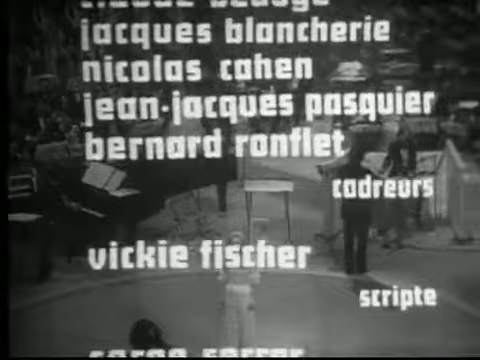 jacques blancherie
nicolas cahen
jean-jacques pasquier
bernard ronflet
cadreurs
vickie fischer
scripte